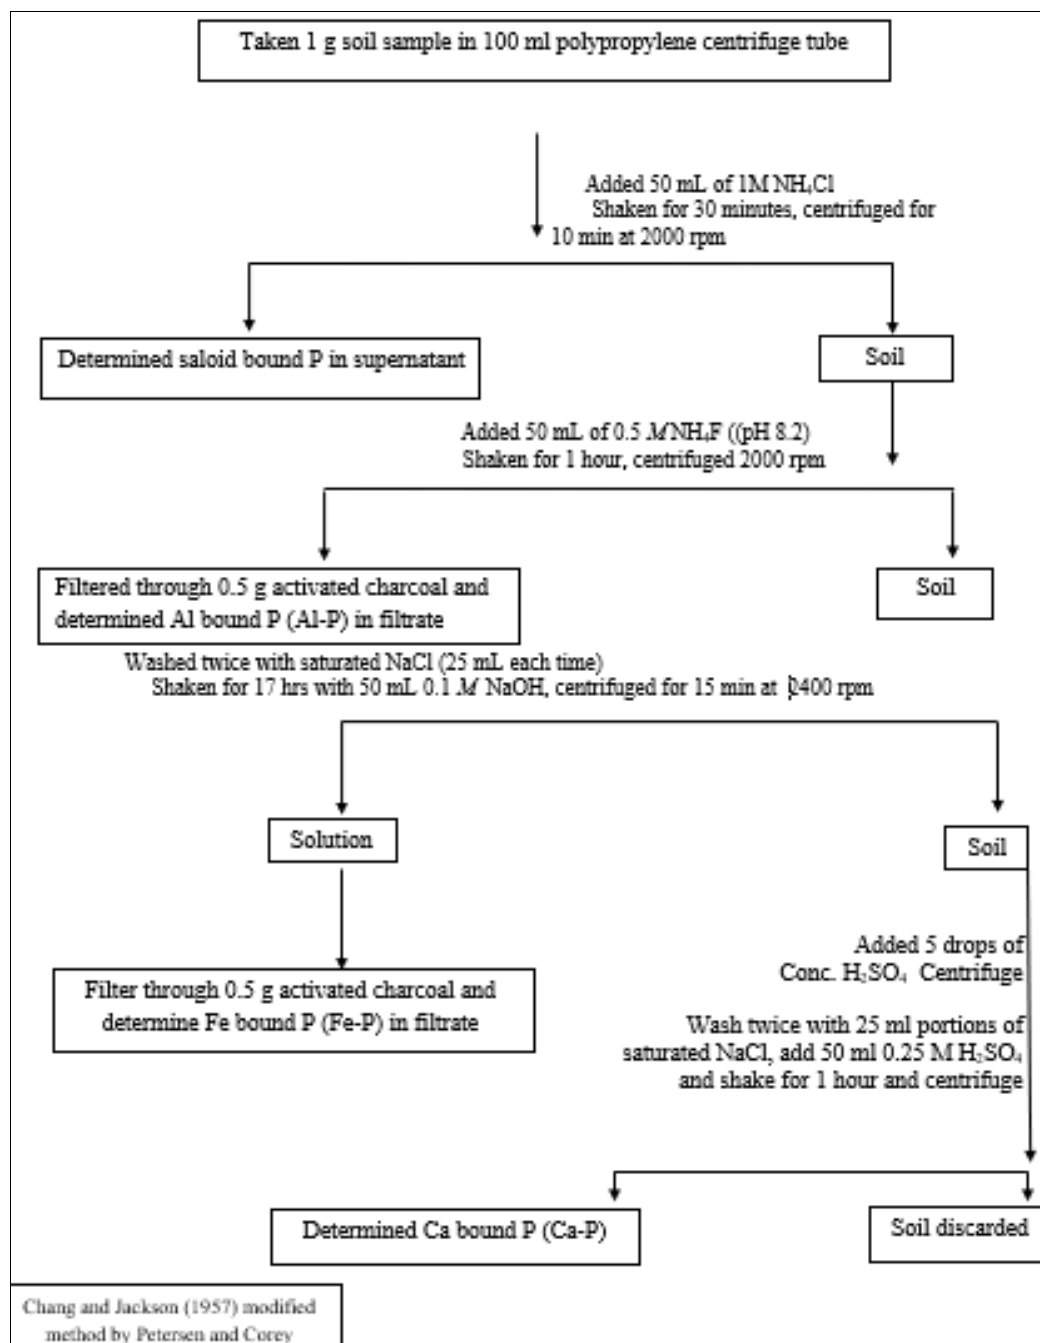 Taken 1 g soil sample in 100 ml polypropylene centrifuge tube
Added 50 mL of 1M NH₄Cl
Shaken for 30 minutes, centrifuged for
10 min at 2000 rpm
Determined saloid bound P in supernatant
Soil
Added 50 mL of 0.5 M NH₄F ((pH 8.2)
Shaken for 1 hour, centrifuged 2000 rpm
Filtered through 0.5 g activated charcoal and
determined Al bound P (Al-P) in filtrate
Soil
Washed twice with saturated NaCl (25 mL each time)
Shaken for 17 hrs with 50 mL 0.1 M NaOH, centrifuged for 15 min at 2400 rpm
Solution
Soil
Added 5 drops of
Conc. H₂SO₄ Centrifuge
Filter through 0.5 g activated charcoal and
determine Fe bound P (Fe-P) in filtrate
Wash twice with 25 ml portions of
saturated NaCl, add 50 ml 0.25 M H₂SO₄
and shake for 1 hour and centrifuge
Determined Ca bound P (Ca-P)
Soil discarded
Chang and Jackson (1957) modified
method by Petersen and Corey